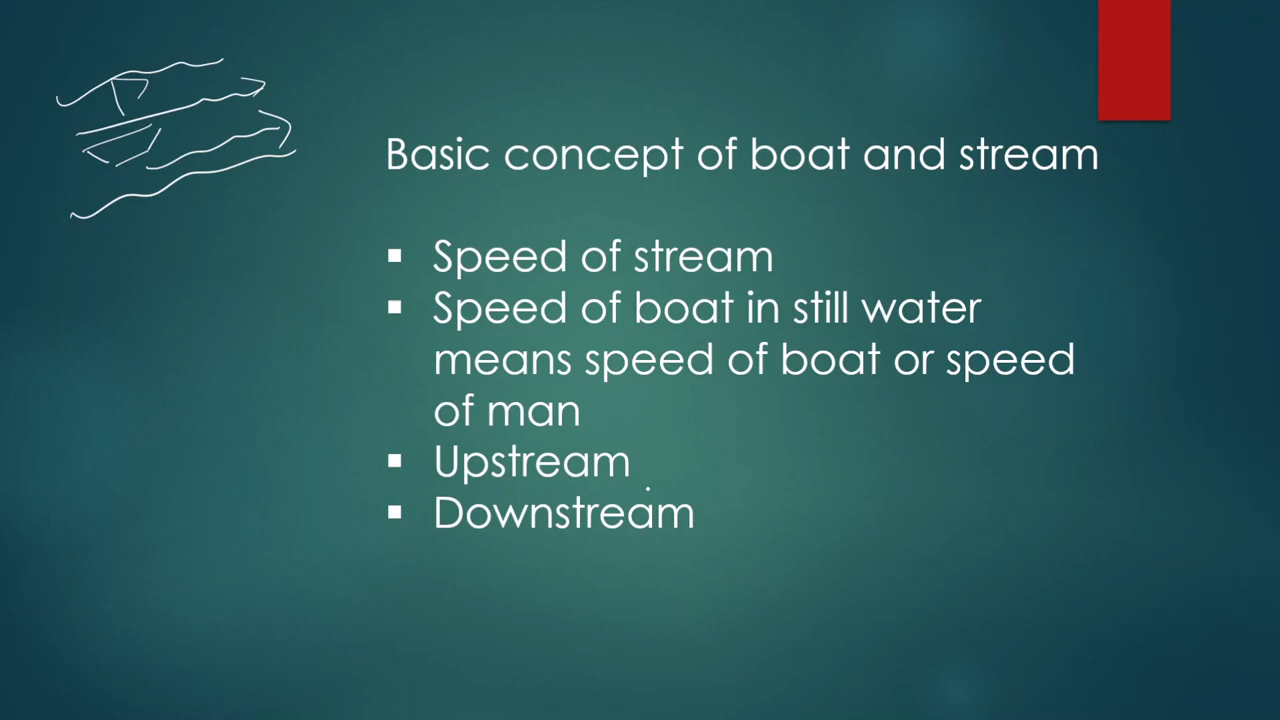 Basic concept of boat and stream
▪ Speed of stream
▪ Speed of boat in still water
means speed of boat or speed
of man
▪ Upstream
▪ Downstream